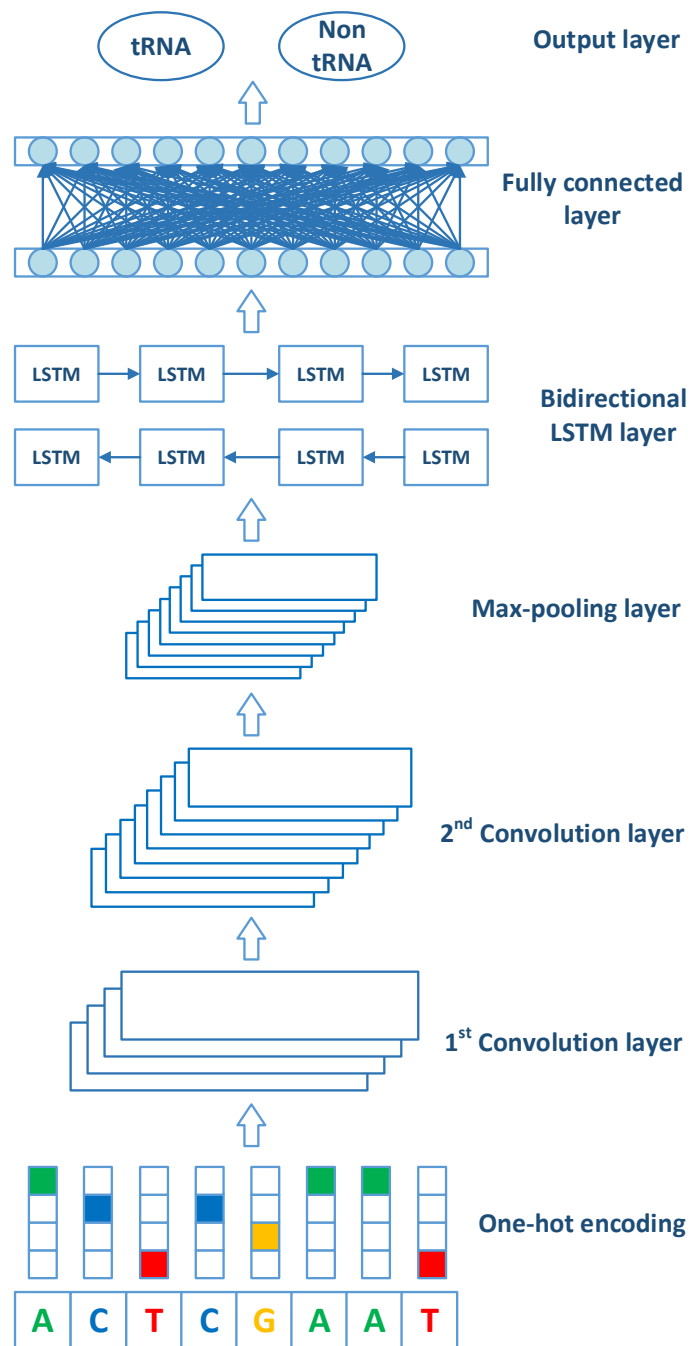 tRNA
Non
tRNA
Output layer
Fully connected
layer
LSTM LSTM LSTM LSTM
LSTM LSTM LSTM LSTM
Bidirectional
LSTM layer
Max-pooling layer
2nd Convolution layer
1st Convolution layer
One-hot encoding
A C T C G A A T